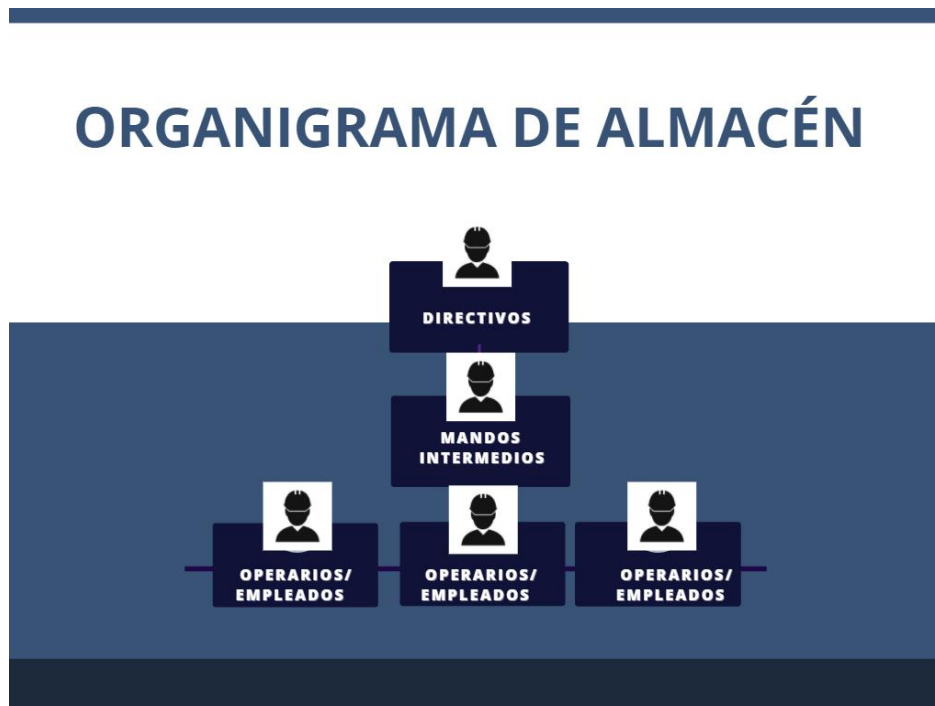 ORGANIGRAMA DE ALMACÉN
DIRECTIVOS
MANDOS
INTERMEDIOS
OPERARIOS/
EMPLEADOS
OPERARIOS/
EMPLEADOS
OPERARIOS/
EMPLEADOS